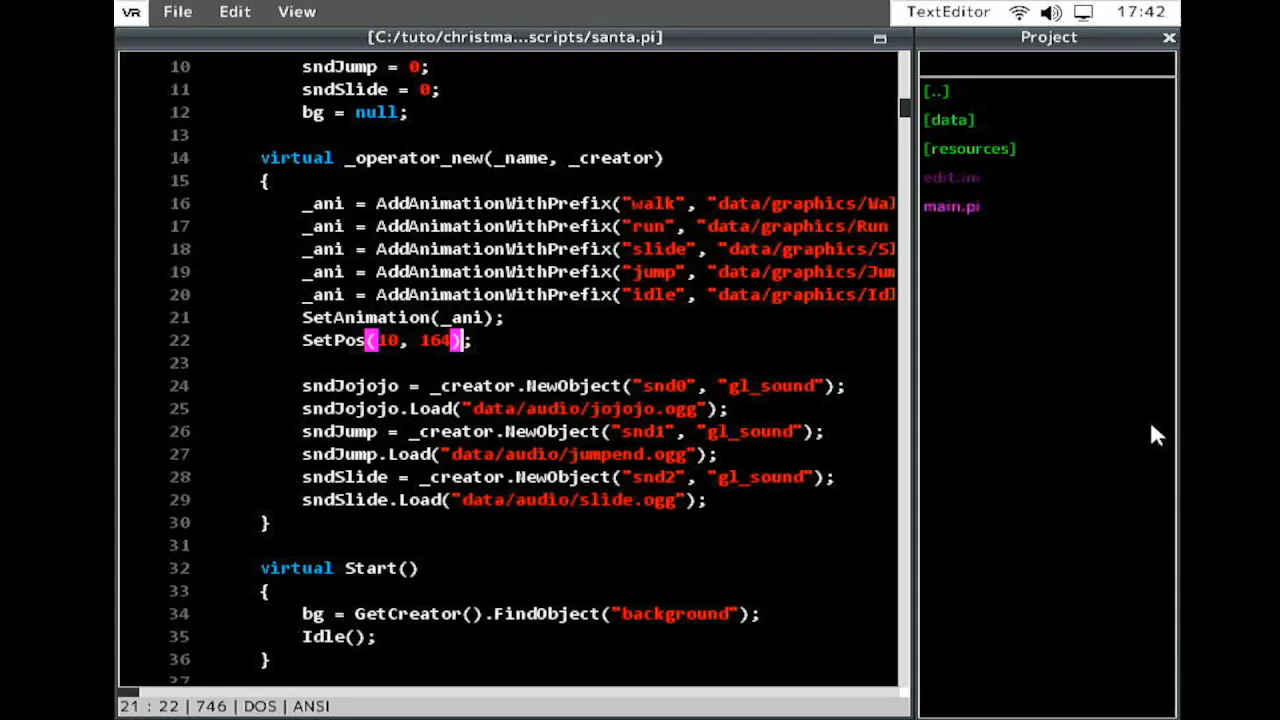 VR File Edit View TextEditor 17:42
[C:/tuto/christma...scripts/santa.pi]
Project
10 sndJump = 0;
11 sndSlide = 0;
12 bg = null;
13
14 virtual _operator_new(_name, _creator)
15 {
16 _ani = AddAnimationWithPrefix("walk", "data/graphics/Wal
17 _ani = AddAnimationWithPrefix("run", "data/graphics/Run
18 _ani = AddAnimationWithPrefix("slide", "data/graphics/Sl
19 _ani = AddAnimationWithPrefix("jump", "data/graphics/Jum
20 _ani = AddAnimationWithPrefix("idle", "data/graphics/Idl
21 SetAnimation(_ani);
22 SetPos(10, 164);
23
24 sndJojojo = _creator.NewObject("snd0", "gl_sound");
25 sndJojojo.Load("data/audio/jojojo.ogg");
26 sndJump = _creator.NewObject("snd1", "gl_sound");
27 sndJump.Load("data/audio/jumpend.ogg");
28 sndSlide = _creator.NewObject("snd2", "gl_sound");
29 sndSlide.Load("data/audio/slide.ogg");
30 }
31
32 virtual Start()
33 {
34 bg = GetCreator().FindObject("background");
35 Idle();
36 }
37
[..]
[data]
[resources]
edit.im
main.pi
21 : 22 | 746 | DOS | ANSI